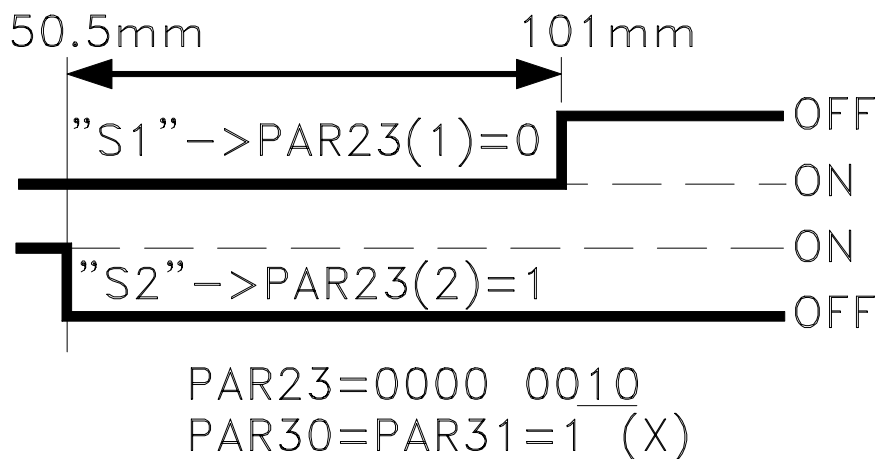 50.5mm 101mm
"S1"->PAR23(1)=0 OFF
ON
ON
"S2"->PAR23(2)=1 OFF
PAR23=0000 0010
PAR30=PAR31=1 (X)